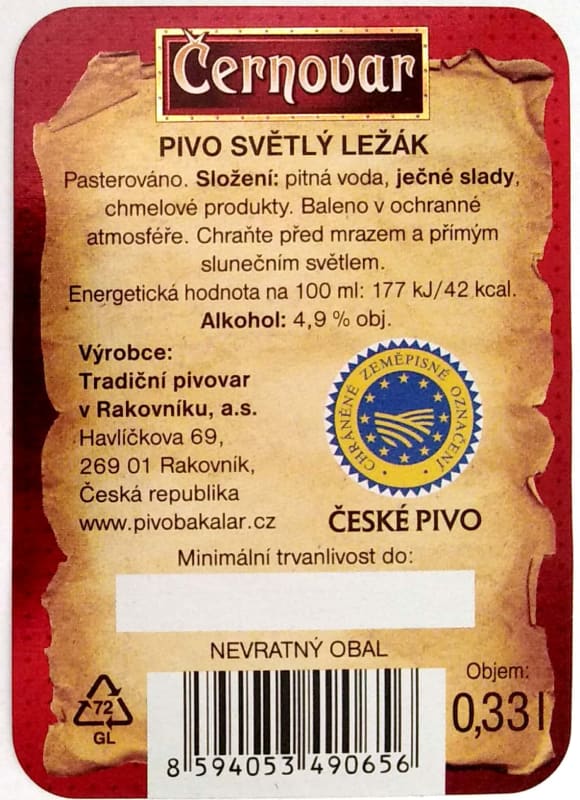 Černovar
PIVO SVĚTLÝ LEŽÁK
Pasterováno. Složení: pitná voda, ječné slady,
chmelové produkty. Baleno v ochranné
atmosféře. Chraňte před mrazem a přímým
slunečním světlem.
Energetická hodnota na 100 ml: 177 kJ/42 kcal.
Alkohol: 4,9 % obj.
Výrobce:
Tradiční pivovar
v Rakovníku, a.s.
Havlíčkova 69,
269 01 Rakovník,
Česká republika
www.pivobakalar.cz
CHRÁNĚNÉ ZEMĚPISNÉ OZNAČENÍ
ČESKÉ PIVO
Minimální trvanlivost do:
NEVRATNÝ OBAL
72
GL
8 594053 490656
Objem:
0,33 l